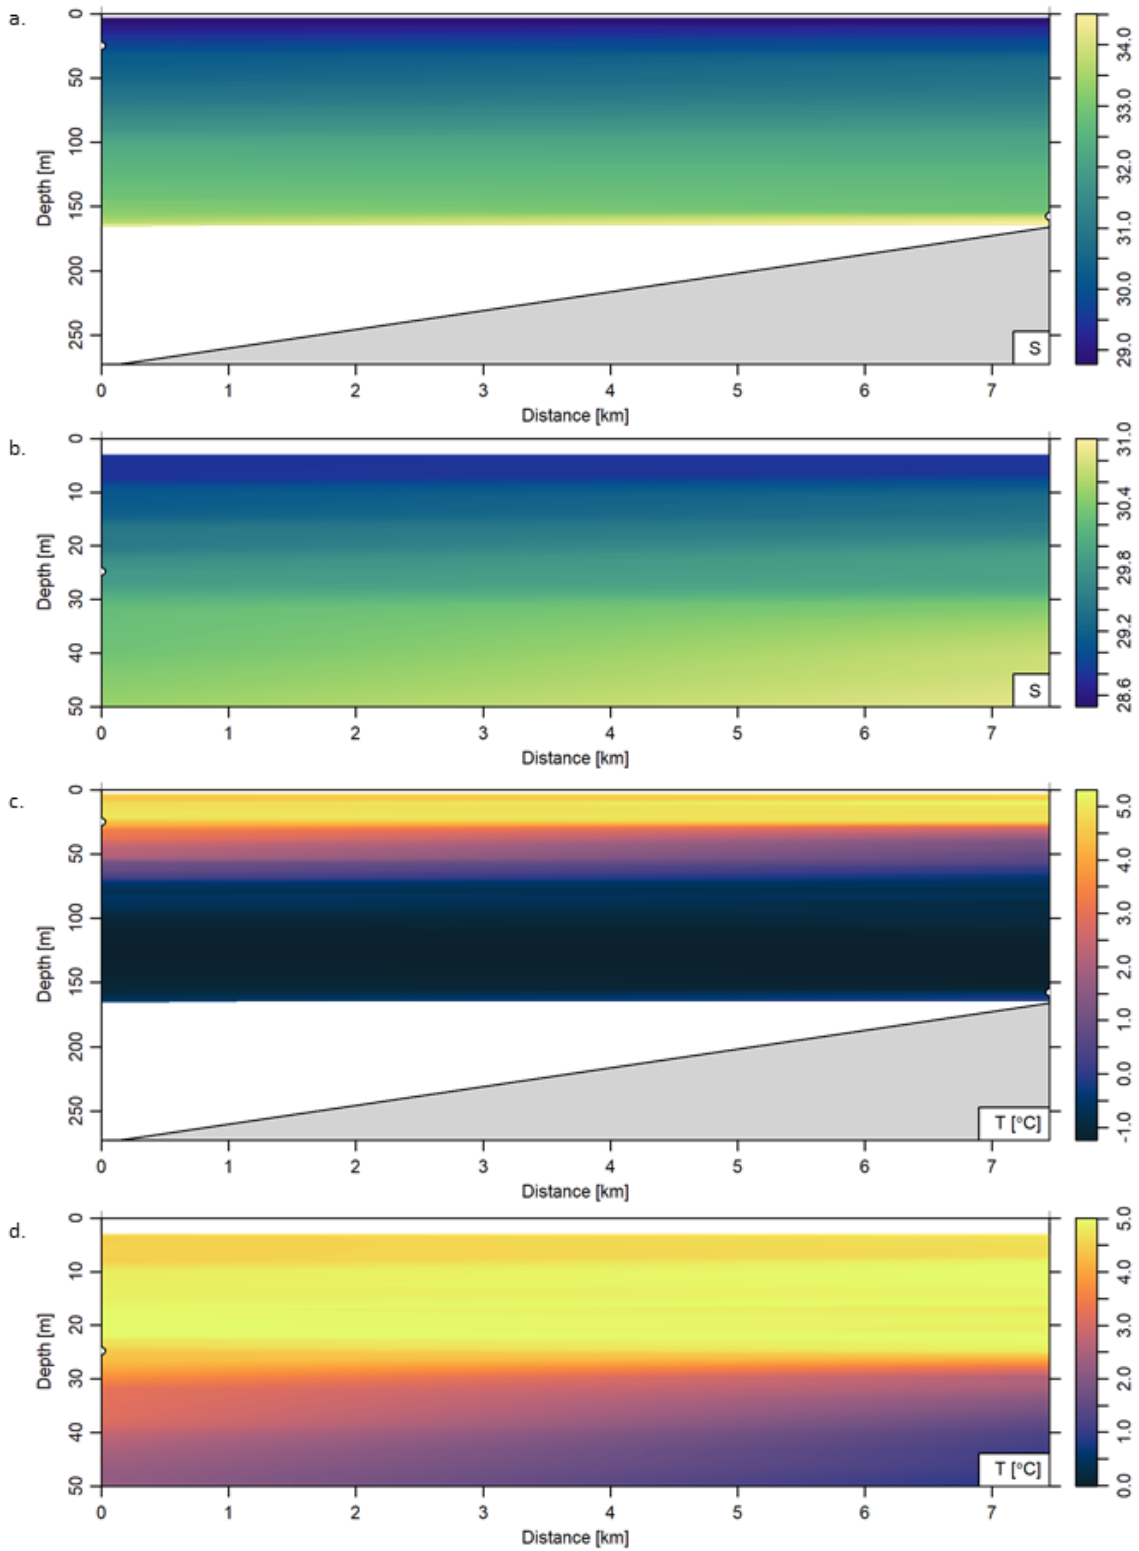 a.
0
50
100
150
200
250
Depth [m]
0 1 2 3 4 5 6 7
Distance [km]
S
34.0
33.0
32.0
31.0
30.0
29.0
b.
0
10
20
30
40
50
Depth [m]
0 1 2 3 4 5 6 7
Distance [km]
S
31.0
30.4
29.8
29.2
28.6
c.
0
50
100
150
200
250
Depth [m]
0 1 2 3 4 5 6 7
Distance [km]
T [°C]
5.0
4.0
3.0
2.0
1.0
0.0
-1.0
d.
0
10
20
30
40
50
Depth [m]
0 1 2 3 4 5 6 7
Distance [km]
T [°C]
5.0
4.0
3.0
2.0
1.0
0.0